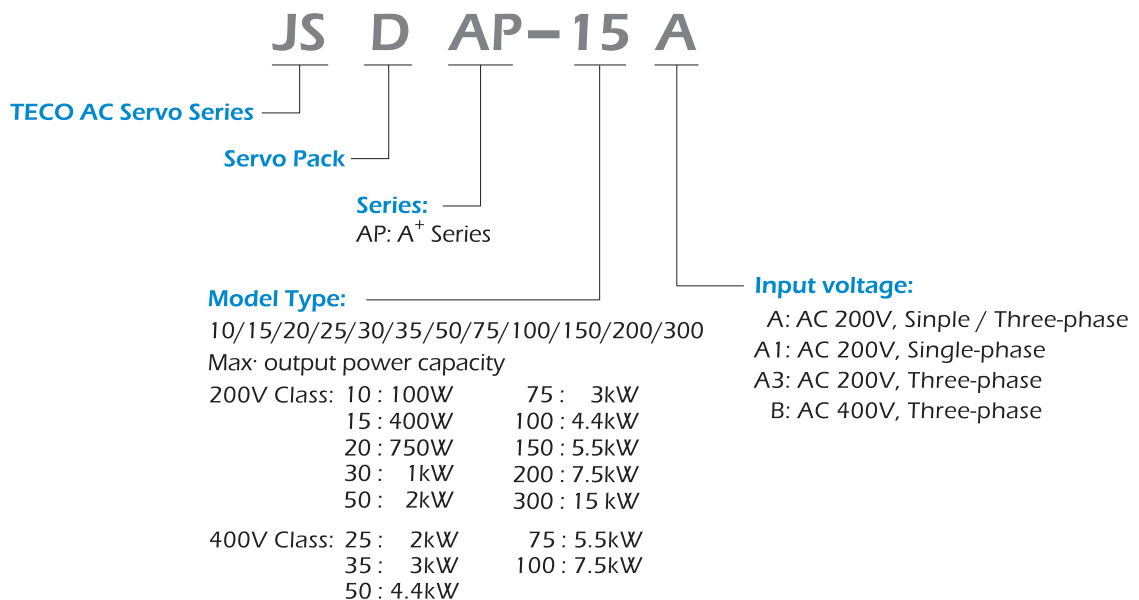 JS D AP-15 A
TECO AC Servo Series
Servo Pack
Series:
AP: A⁺ Series
Model Type:
10/15/20/25/30/35/50/75/100/150/200/300
Max· output power capacity
200V Class: 10 : 100W 75 : 3kW
15 : 400W 100 : 4.4kW
20 : 750W 150 : 5.5kW
30 : 1kW 200 : 7.5kW
50 : 2kW 300 : 15 kW
400V Class: 25 : 2kW 75 : 5.5kW
35 : 3kW 100 : 7.5kW
50 : 4.4kW
Input voltage:
A: AC 200V, Sinple / Three-phase
A1: AC 200V, Single-phase
A3: AC 200V, Three-phase
B: AC 400V, Three-phase